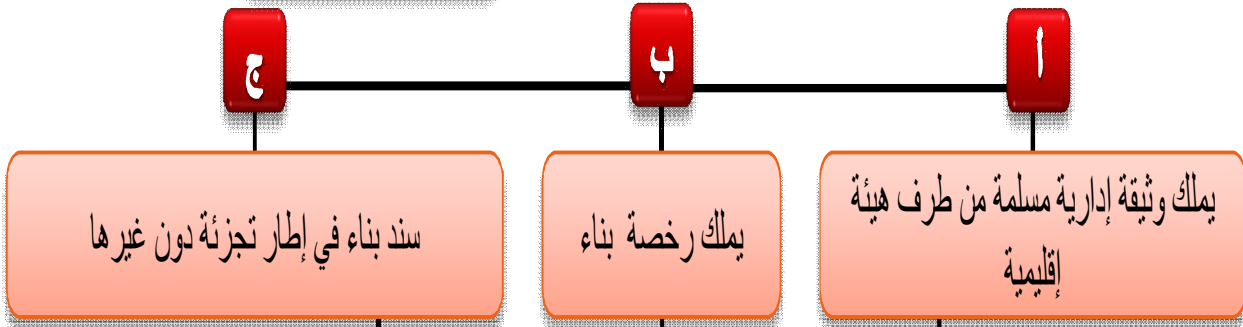 أ
ب
ج
يملك وثيقة إدارية مسلمة من طرف هيئة
إقليمية
يملك رخصة بناء
سند بناء في إطار تجزئة دون غيرها